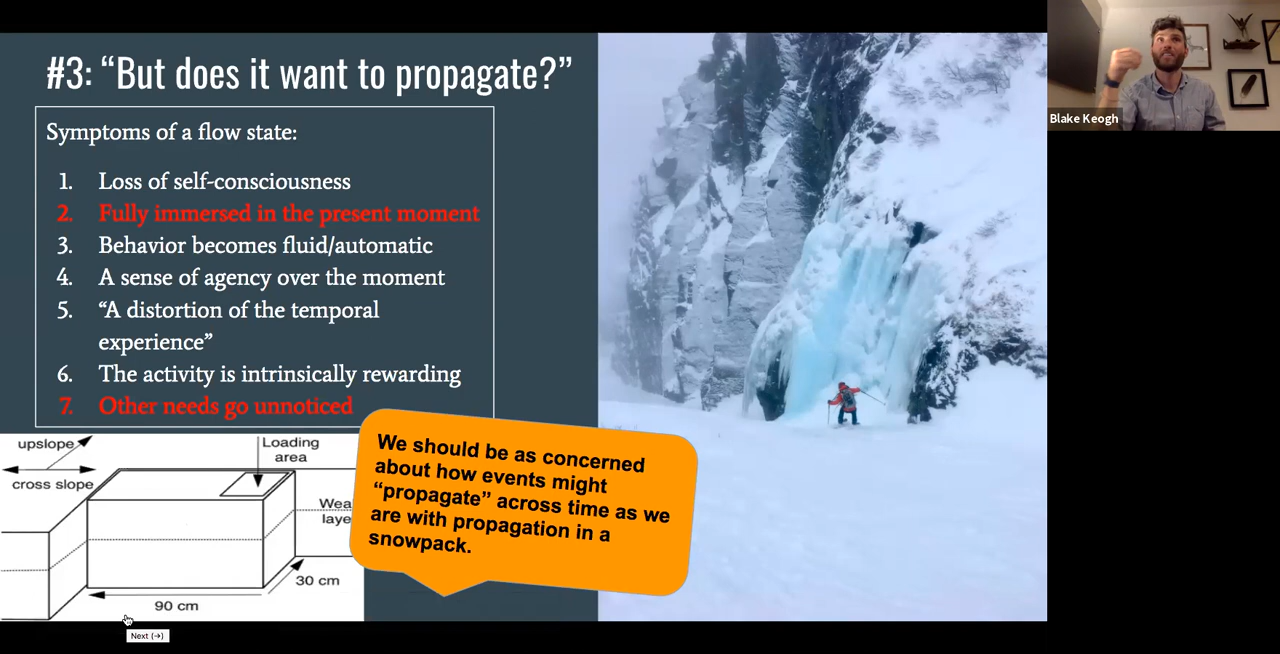 #3: “But does it want to propagate?”
Symptoms of a flow state:
1. Loss of self-consciousness
2. Fully immersed in the present moment
3. Behavior becomes fluid/automatic
4. A sense of agency over the moment
5. “A distortion of the temporal
experience”
6. The activity is intrinsically rewarding
7. Other needs go unnoticed
upslope
cross slope
Loading
area
Wea
laye
30 cm
90 cm
We should be as concerned
about how events might
“propagate” across time as we
are with propagation in a
snowpack.
Next (→)
Blake Keogh